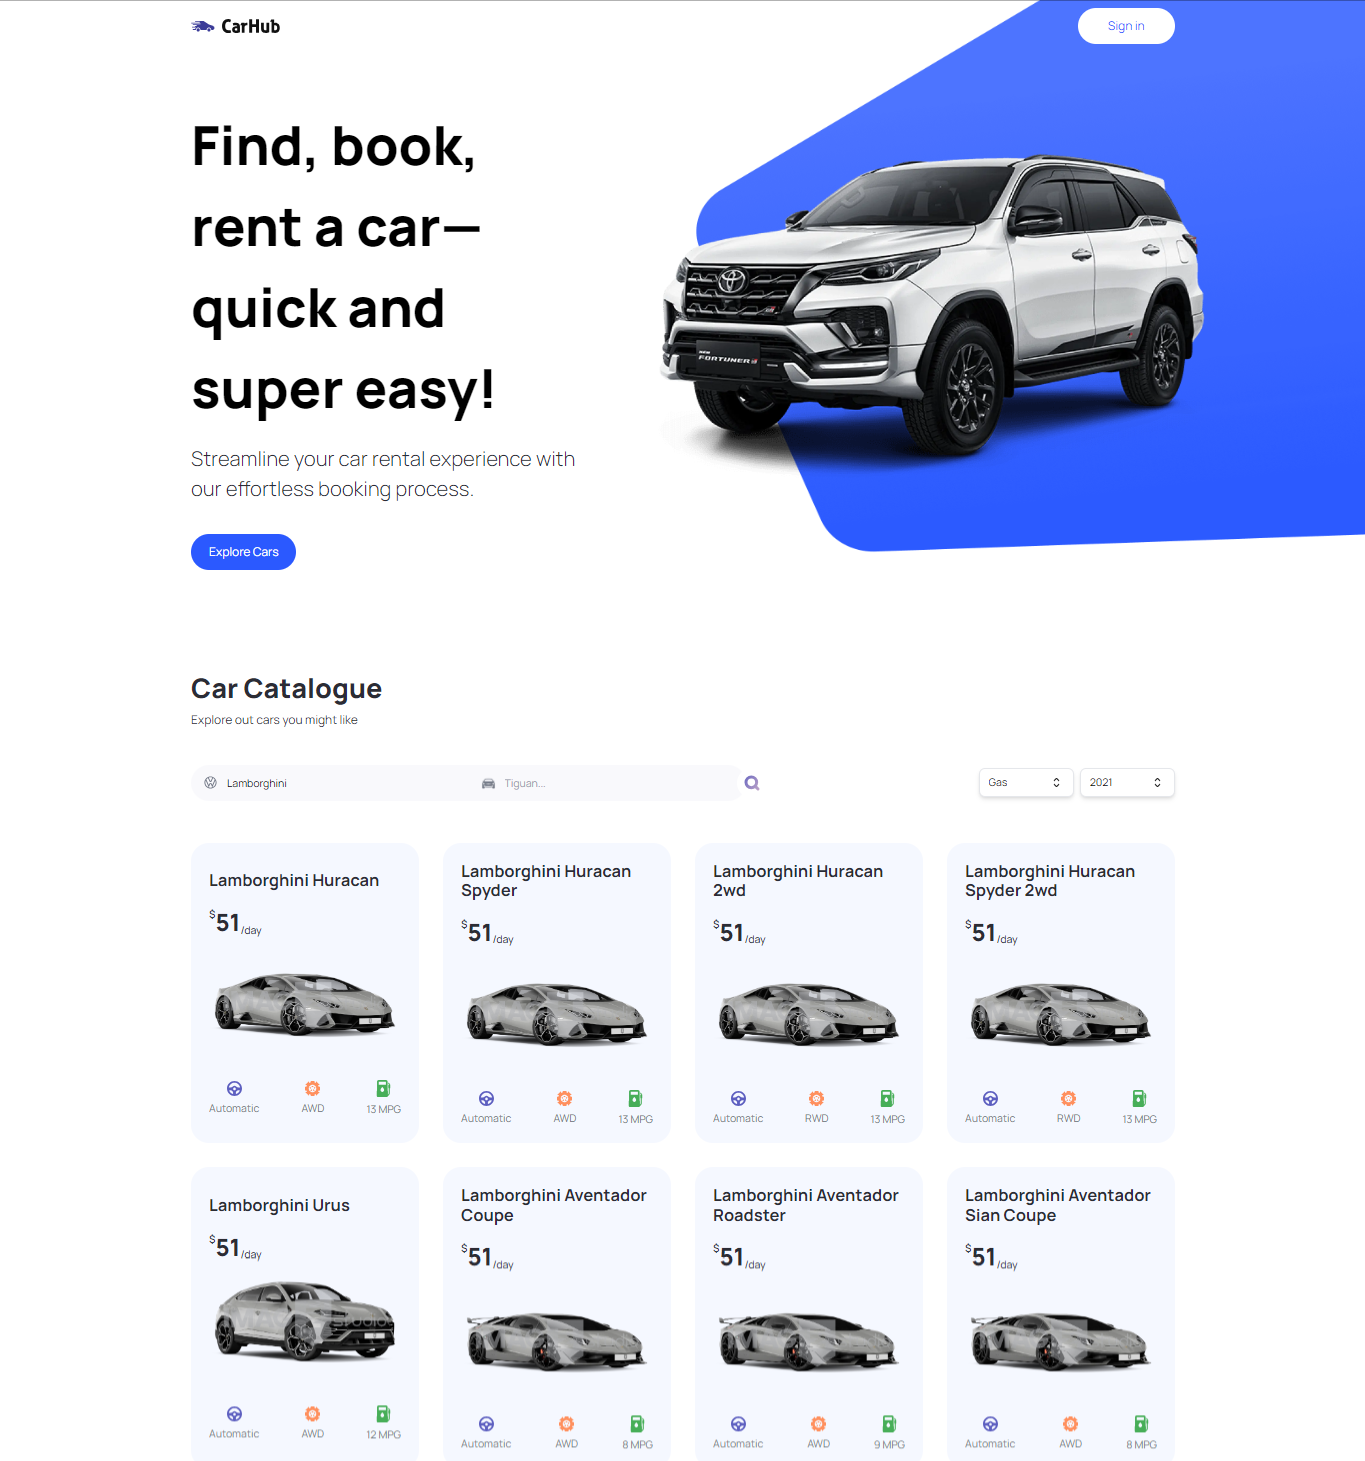 CarHub
Sign in
Find, book,
rent a car—
quick and
super easy!
Streamline your car rental experience with
our effortless booking process.
Explore Cars
NEW
FORTUNER
Car Catalogue
Explore out cars you might like
Lamborghini
Tiguan...
Gas
2021
Lamborghini Huracan
$51/day
Automatic
AWD
13 MPG
Lamborghini Huracan
Spyder
$51/day
Automatic
AWD
13 MPG
Lamborghini Huracan
2wd
$51/day
Automatic
RWD
13 MPG
Lamborghini Huracan
Spyder 2wd
$51/day
Automatic
RWD
13 MPG
Lamborghini Urus
$51/day
Automatic
AWD
12 MPG
Lamborghini Aventador
Coupe
$51/day
Automatic
AWD
8 MPG
Lamborghini Aventador
Roadster
$51/day
Automatic
AWD
9 MPG
Lamborghini Aventador
Sian Coupe
$51/day
Automatic
AWD
8 MPG